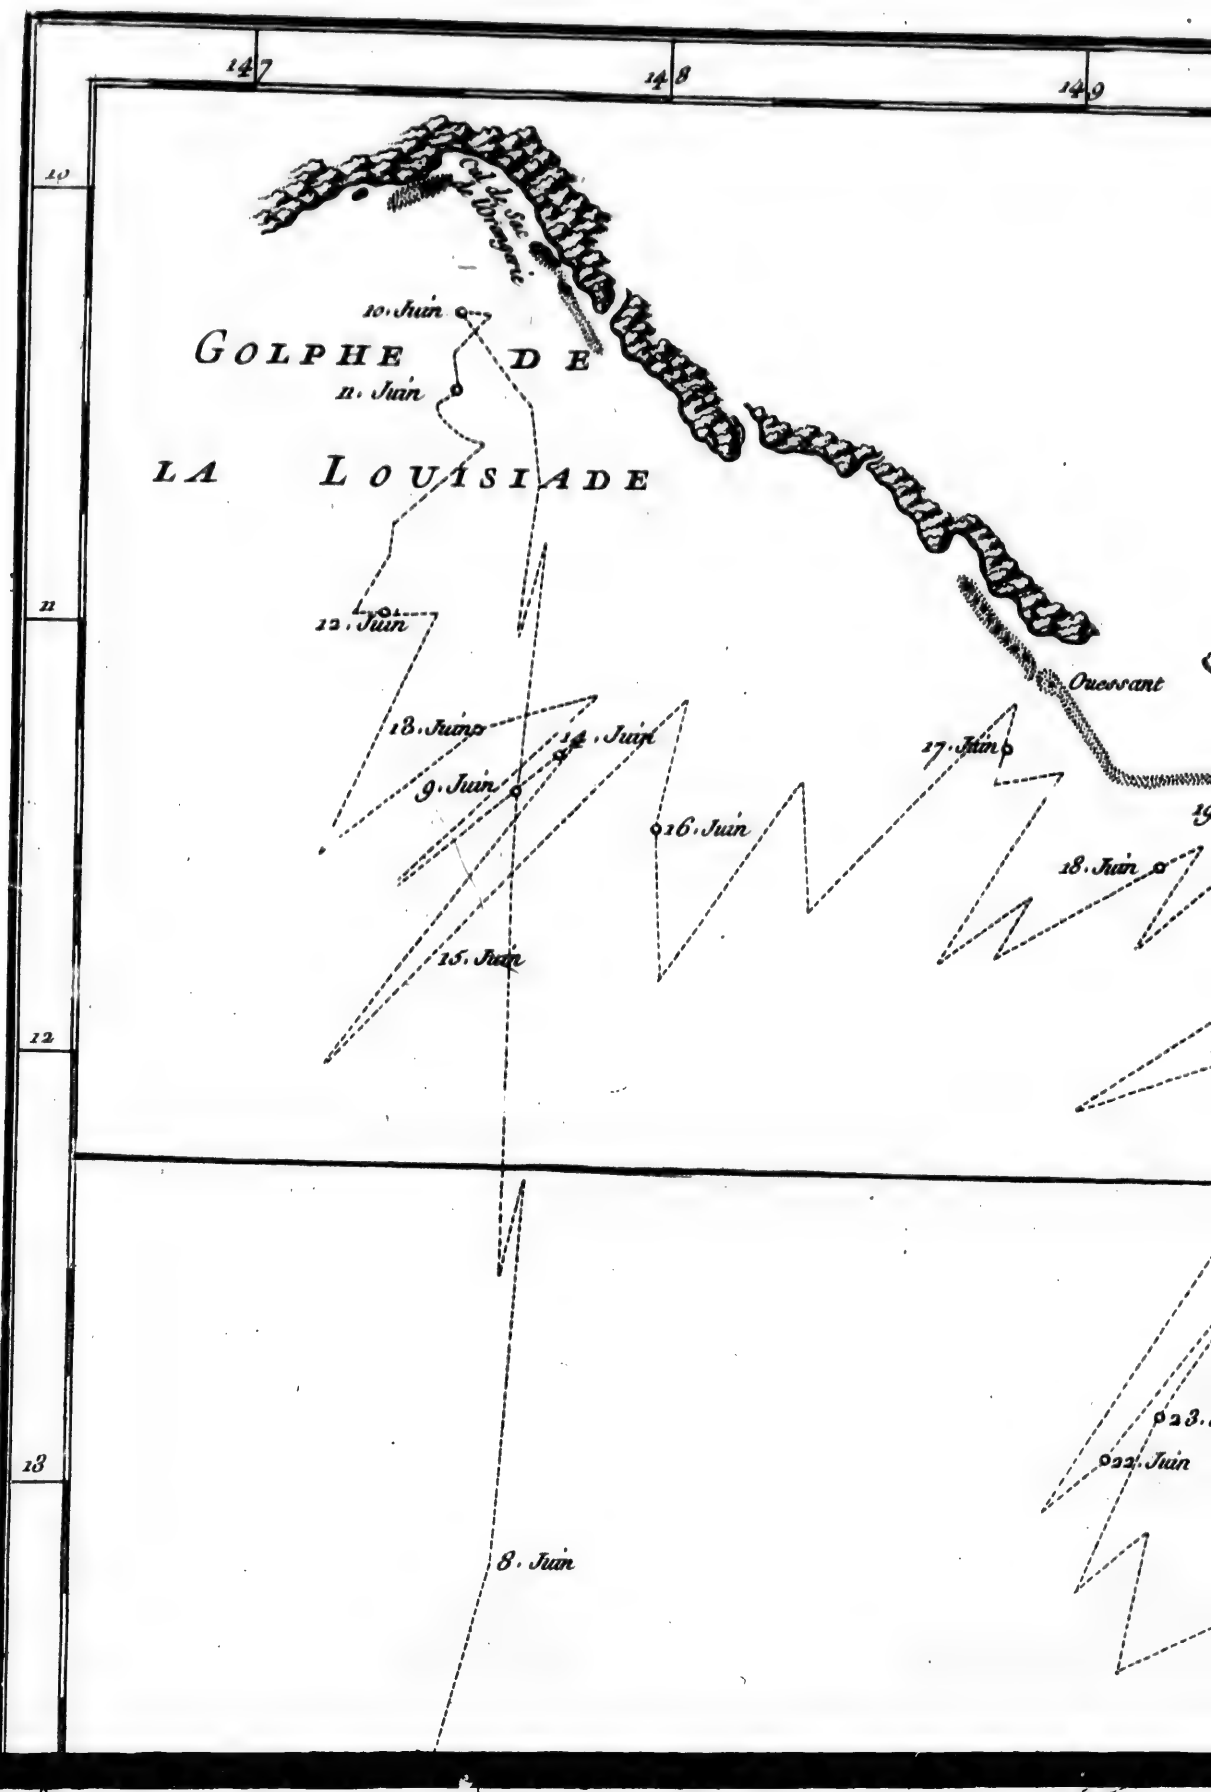 147
148
149
10
Cul de Sac
de l'Orangerie
10. Juin
GOLPHE DE
11. Juin
LA LOUISIADE
11
12. Juin
Ouessant
13. Juin
14. Juin
17. Juin
9. Juin
19
16. Juin
18. Juin
15. Juin
12
23.
22. Juin
13
8. Juin